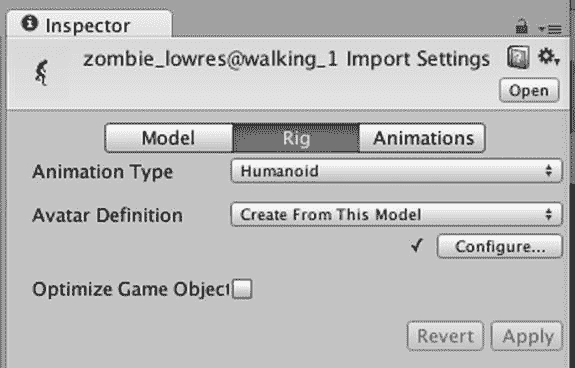 Inspector
zombie_lowres@walking_1 Import Settings
Open
Model Rig Animations
Animation Type Humanoid
Avatar Definition Create From This Model
✓ Configure...
Optimize Game Object
Revert Apply